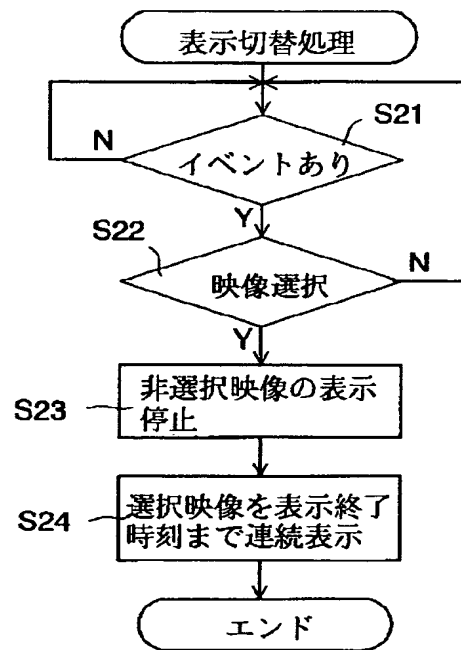 表示切替処理
S21
N
イベントあり
Y
S22
N
映像選択
Y
非選択映像の表示
S23
停止
選択映像を表示終了
S24
時刻まで連続表示
エンド